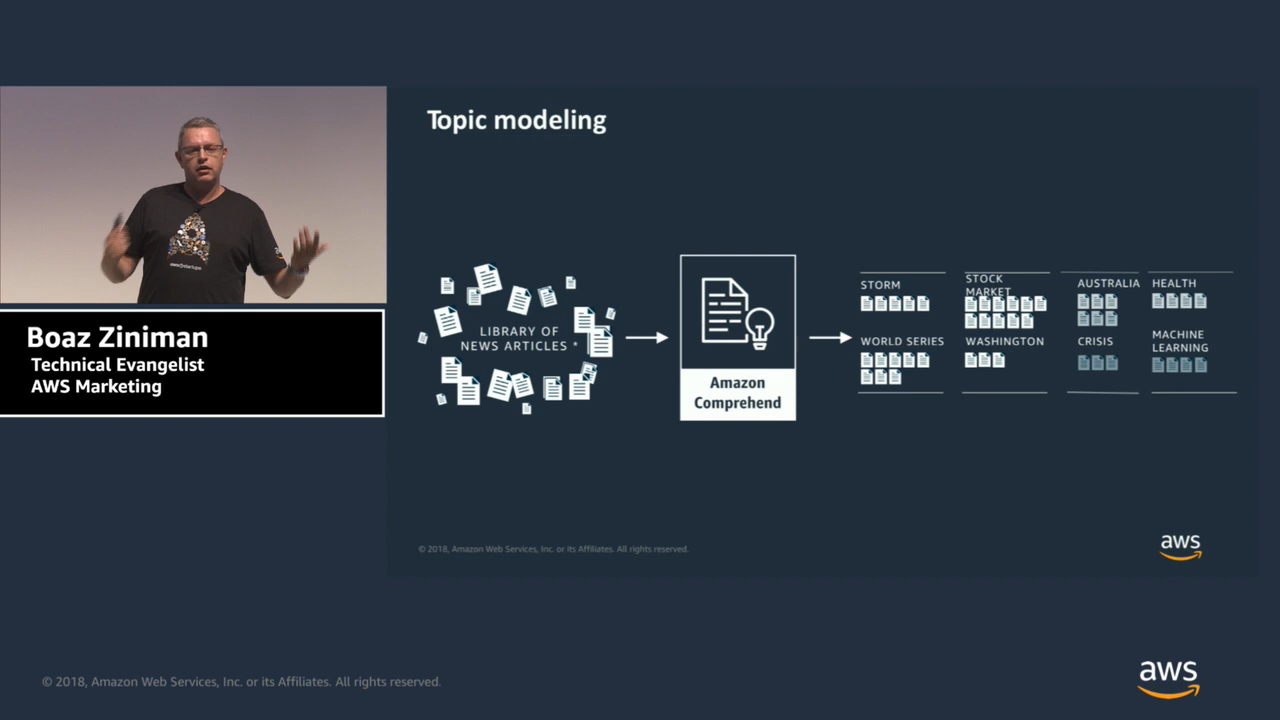 Topic modeling
Boaz Ziniman
Technical Evangelist
AWS Marketing
LIBRARY OF
NEWS ARTICLES *
Amazon
Comprehend
STORM
WORLD SERIES
STOCK
MARKET
WASHINGTON
AUSTRALIA
CRISIS
HEALTH
MACHINE
LEARNING
© 2018, Amazon Web Services, Inc. or its Affiliates. All rights reserved.
aws
© 2018, Amazon Web Services, Inc. or its Affiliates. All rights reserved.
aws